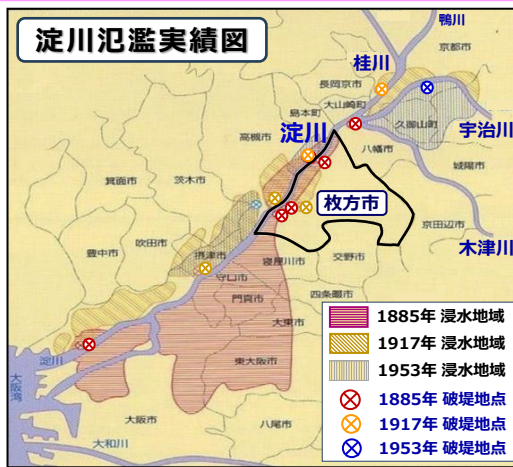 淀川氾濫実績図
鴨川
京都市
桂川
長岡京市
大山崎町
島本町
久御山町
宇治川
高槻市
淀川
八幡市
城陽市
茨木市
箕面市
枚方市
京田辺市
木津川
吹田市
豊中市
摂津市
寝屋川市
交野市
守口市
門真市
四条畷市
大東市
淀川
東大阪市
大阪湾
大阪市
八尾市
大和川
1885年 浸水地域
1917年 浸水地域
1953年 浸水地域
1885年 破堤地点
1917年 破堤地点
1953年 破堤地点